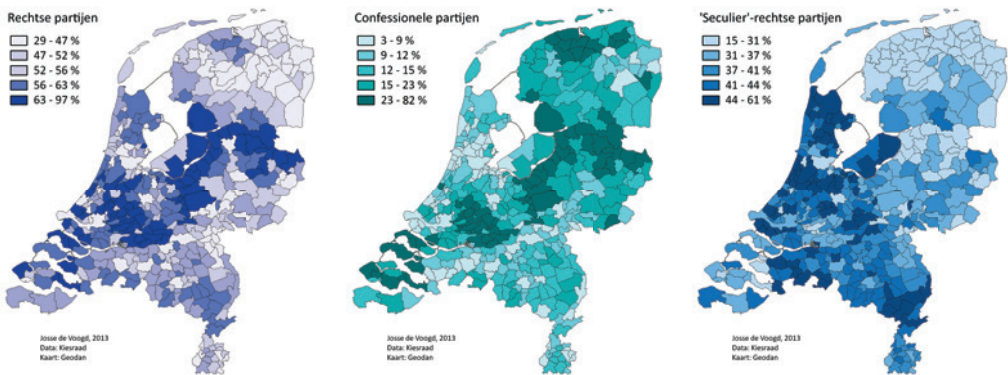 Rechtse partijen
29 - 47 %
47 - 52 %
52 - 56 %
56 - 63 %
63 - 97 %
Josse de Voogd, 2013
Data: Kiesraad
Kaart: Geodan
Confessionele partijen
3 - 9 %
9 - 12 %
12 - 15 %
15 - 23 %
23 - 82 %
Josse de Voogd, 2013
Data: Kiesraad
Kaart: Geodan
'Seculier'-rechtse partijen
15 - 31 %
31 - 37 %
37 - 41 %
41 - 44 %
44 - 61 %
Josse de Voogd, 2013
Data: Kiesraad
Kaart: Geodan